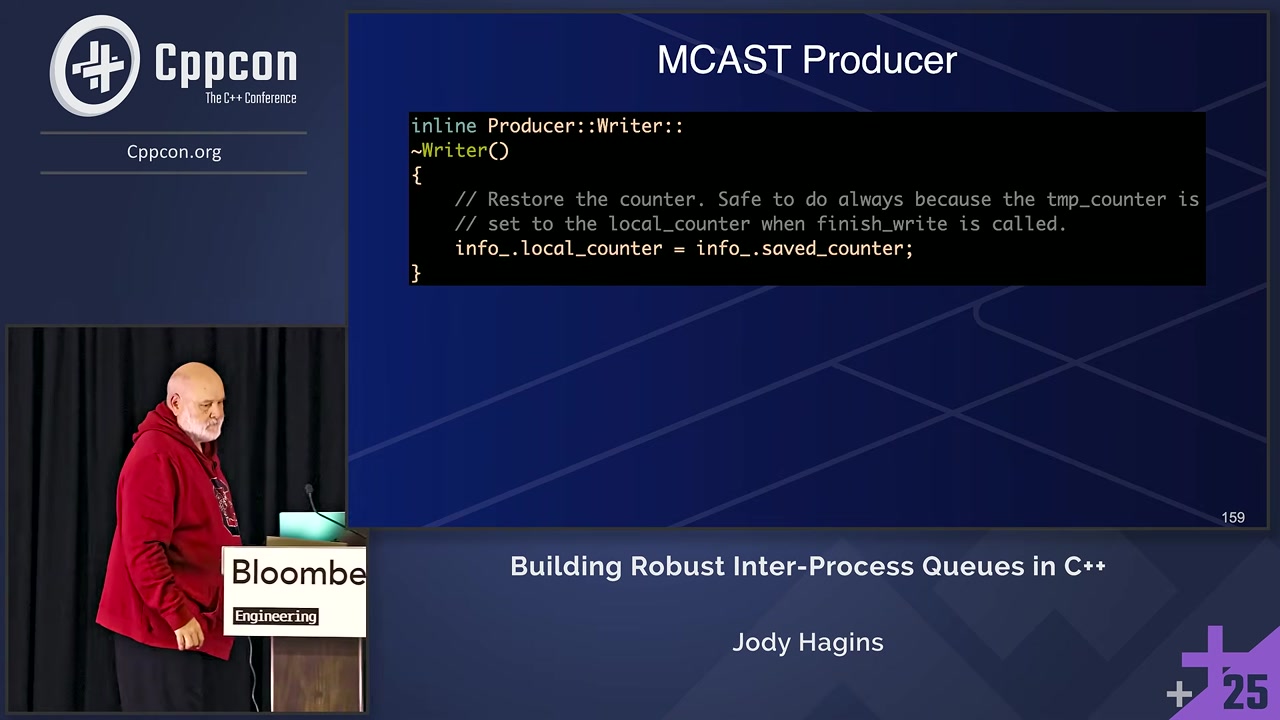 Cppcon
The C++ Conference
Cppcon.org
MCAST Producer
inline Producer::Writer::
~Writer()
{
// Restore the counter. Safe to do always because the tmp_counter is
// set to the local_counter when finish_write is called.
info_.local_counter = info_.saved_counter;
}
159
Bloombe
Engineering
Building Robust Inter-Process Queues in C++
Jody Hagins
25